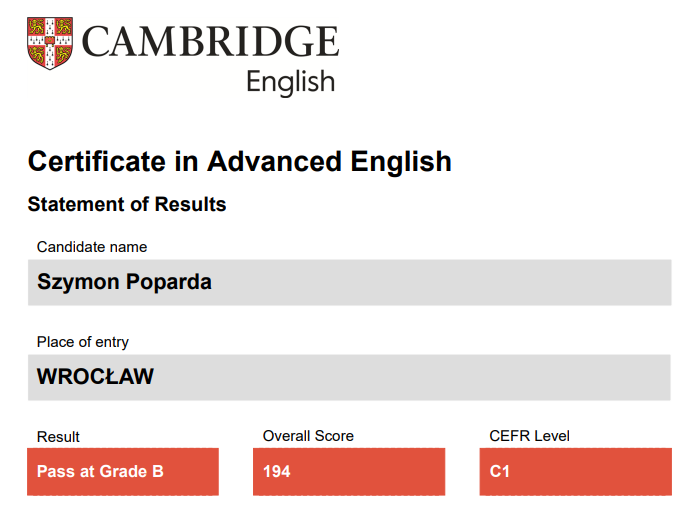 CAMBRIDGE
English
Certificate in Advanced English
Statement of Results
Candidate name
Szymon Poparda
Place of entry
WROCŁAW
Result
Overall Score
CEFR Level
Pass at Grade B
194
C1